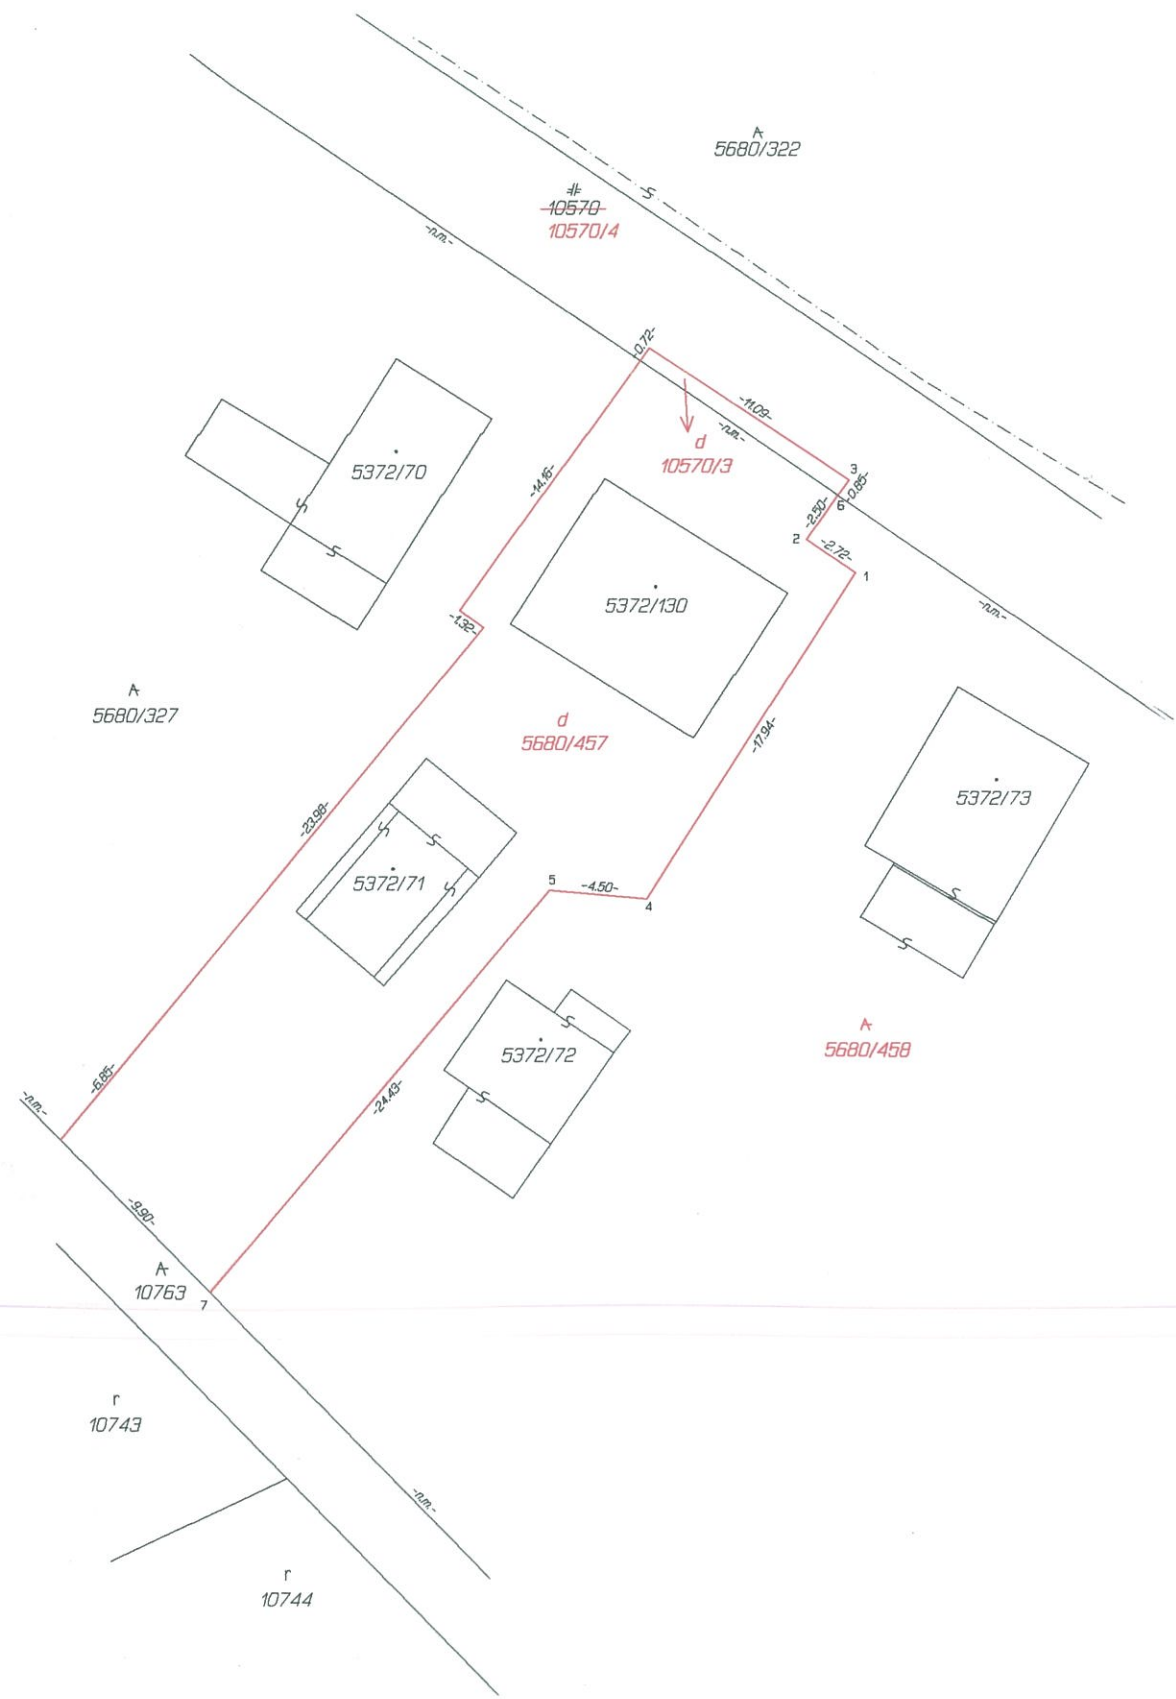 A
5680/322
#
10570
10570/4
-n.m.-
-0.72-
-11.09-
-n.m.-
d
10570/3
3
-0.85-
6
-2.50-
2
-2.72-
1
5372/70
-14.16-
5372/130
-n.m.-
-1.32-
A
5680/327
d
5680/457
-17.94-
5372/73
-23.98-
5372/71
5
-4.50-
4
A
5680/458
5372/72
-6.85-
-n.m.-
-24.43-
-9.90-
A
10763
7
r
10743
-n.m.-
r
10744